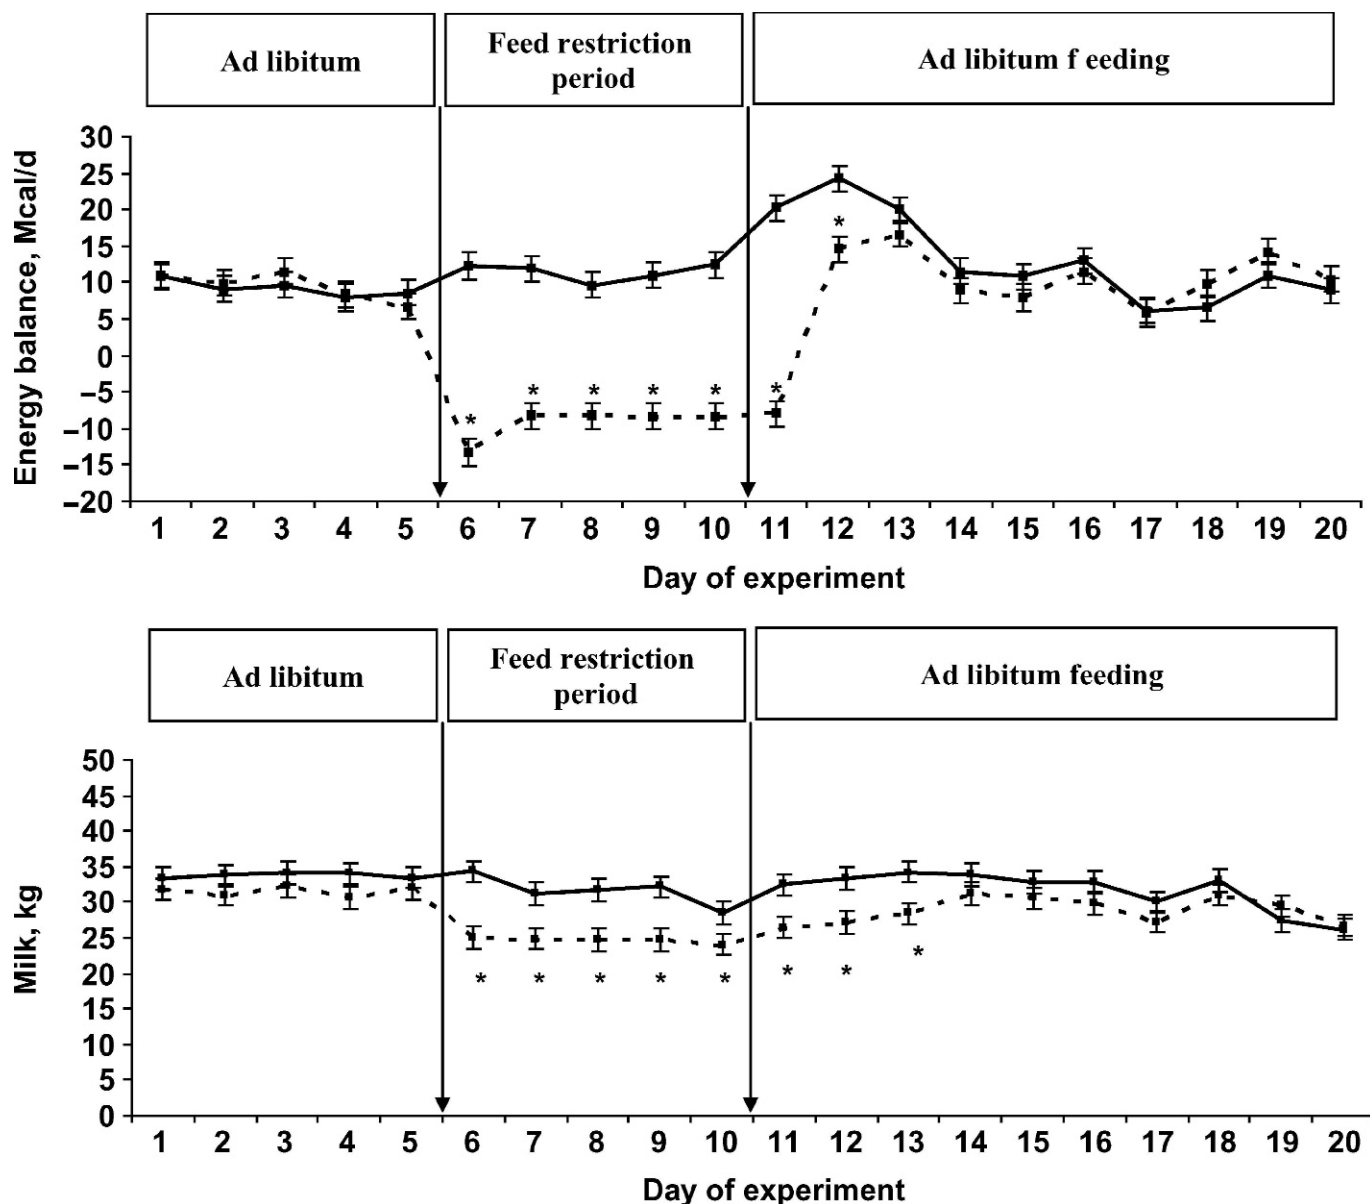 Ad libitum
Feed restriction
period
Ad libitum f eeding
Energy balance, Mcal/d
30
25
20
15
10
5
0
−5
−10
−15
−20
*
*
*
*
*
*
*
1 2 3 4 5 6 7 8 9 10 11 12 13 14 15 16 17 18 19 20
Day of experiment
Ad libitum
Feed restriction
period
Ad libitum feeding
Milk, kg
50
45
40
35
30
25
20
15
10
5
0
* * * * * * * *
1 2 3 4 5 6 7 8 9 10 11 12 13 14 15 16 17 18 19 20
Day of experiment